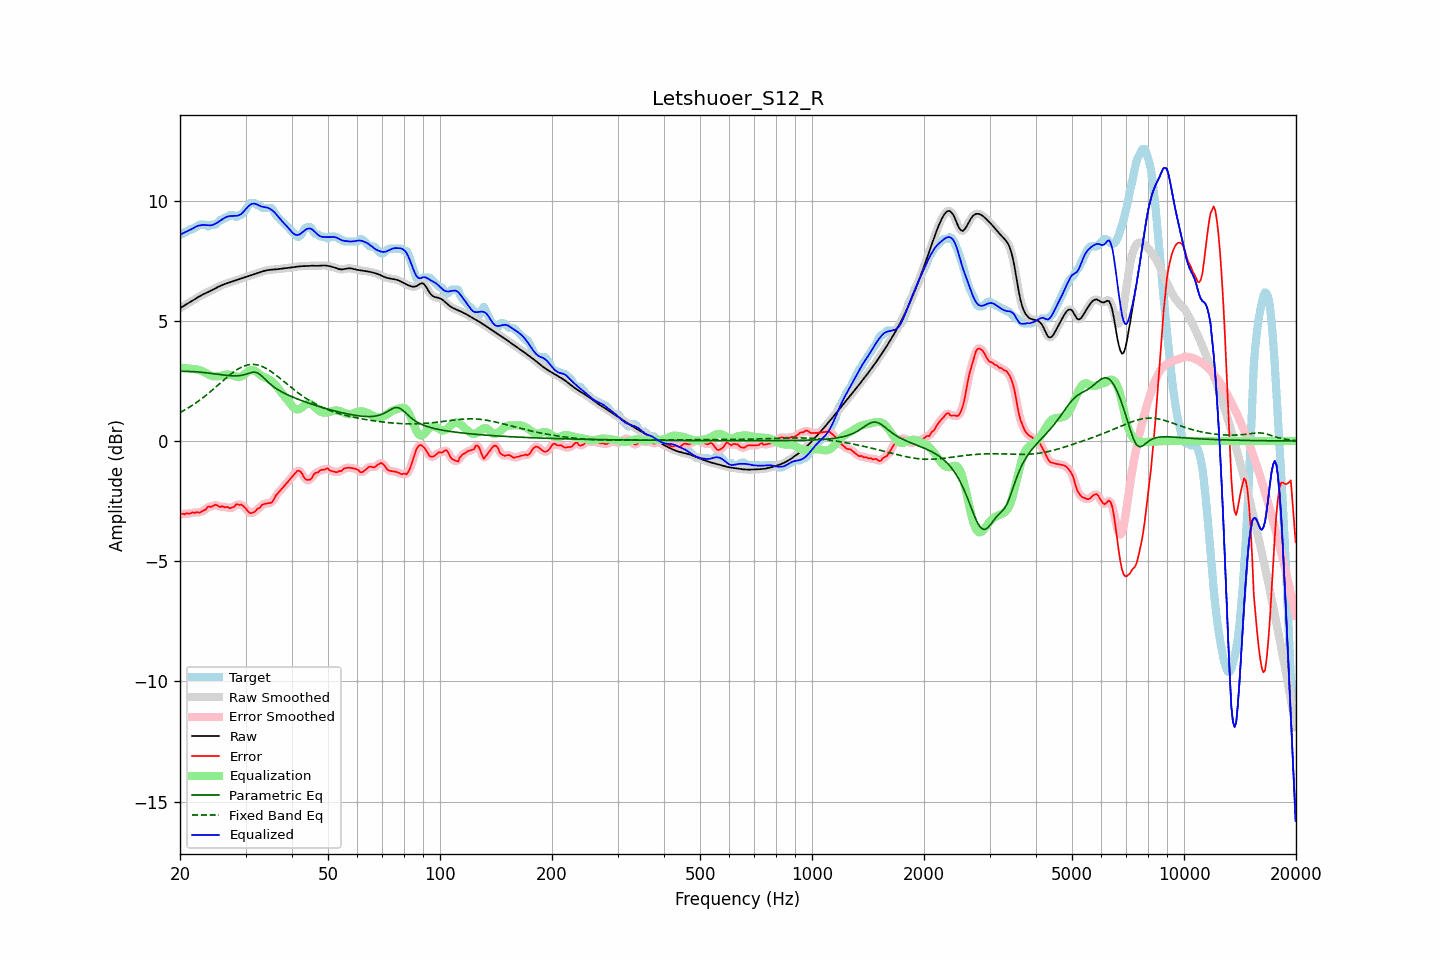 Letshuoer_S12_R
Amplitude (dBr)
10
5
0
−5
−10
−15
Target
Raw Smoothed
Error Smoothed
Raw
Error
Equalization
Parametric Eq
Fixed Band Eq
Equalized
20 50 100 200 500 1000 2000 5000 10000 20000
Frequency (Hz)